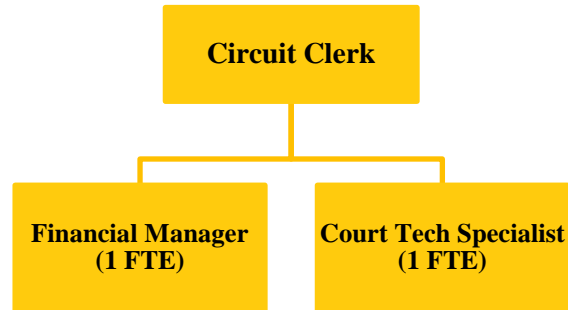 Circuit Clerk
Financial Manager
(1 FTE)
Court Tech Specialist
(1 FTE)